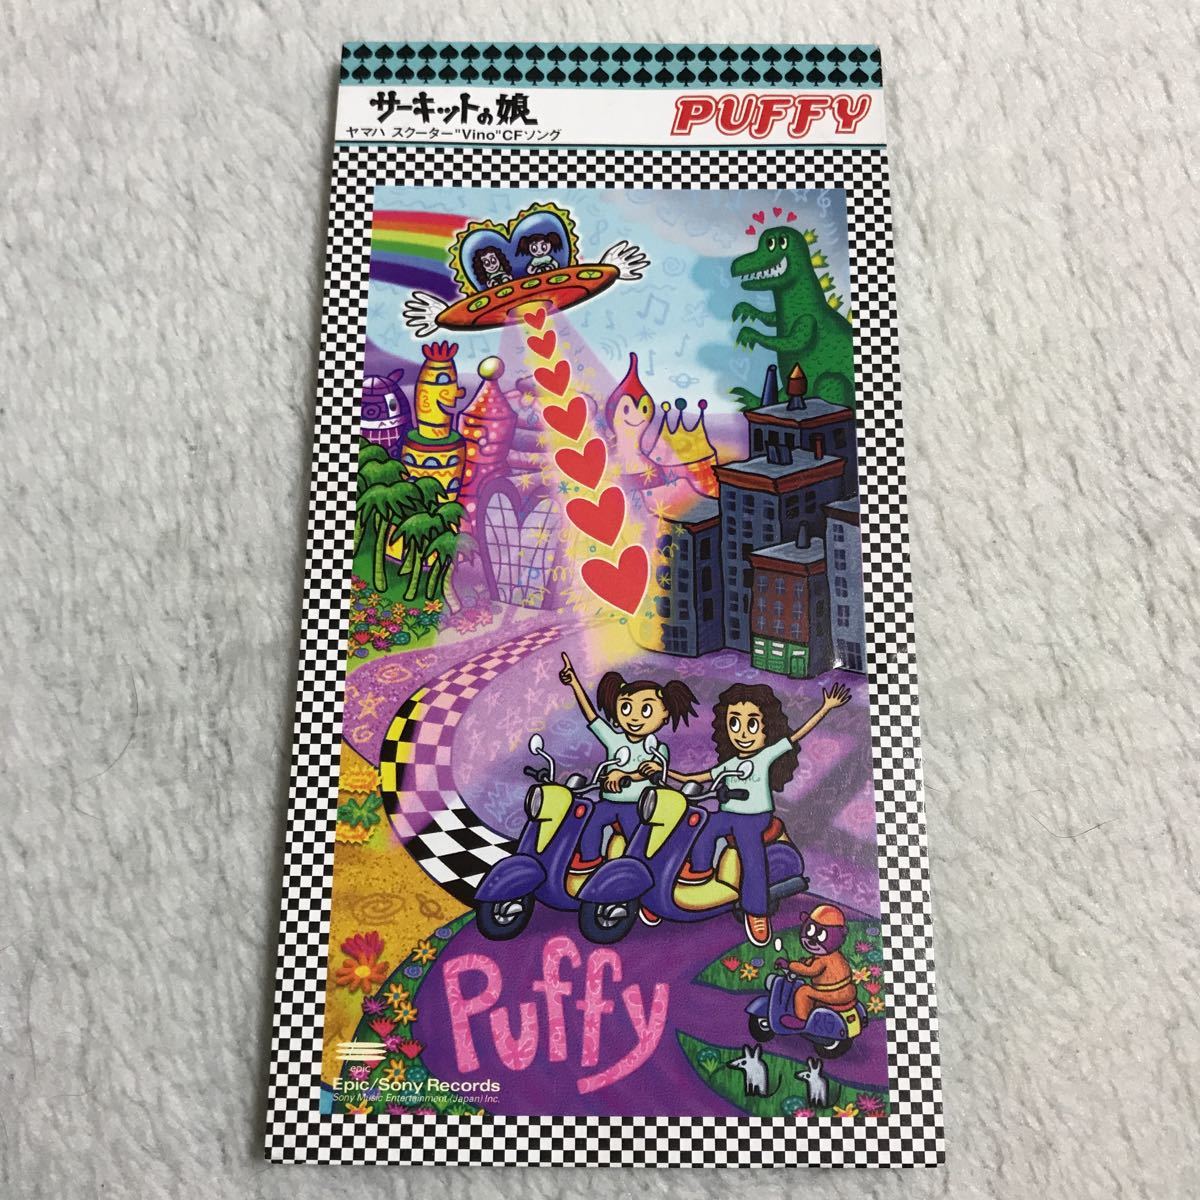 サーキットの娘
PUFFY
ヤマハ スクーター"Vino"CFソング
PUFFY
Puffy
epic
Epic/Sony Records
Sony Music Entertainment (Japan) Inc.